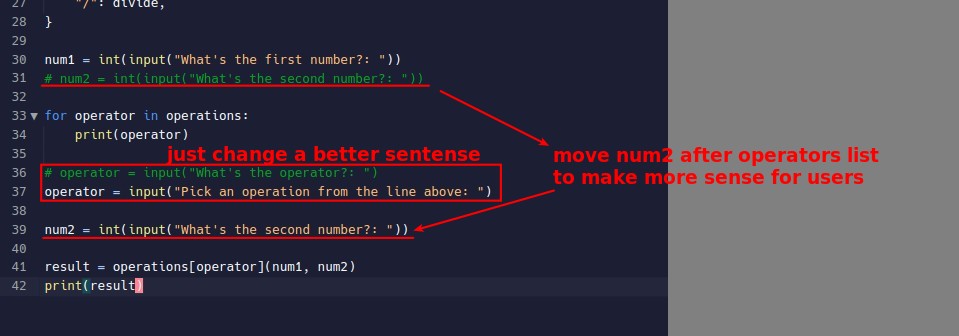 27 "/": divide,
28 }
29
30 num1 = int(input("What's the first number?: "))
31 # num2 = int(input("What's the second number?: "))
32
33 for operator in operations:
34 print(operator)
35
just change a better sentense
36 # operator = input("What's the operator?: ")
37 operator = input("Pick an operation from the line above: ")
38
39 num2 = int(input("What's the second number?: "))
40
41 result = operations[operator](num1, num2)
42 print(result)
move num2 after operators list
to make more sense for users